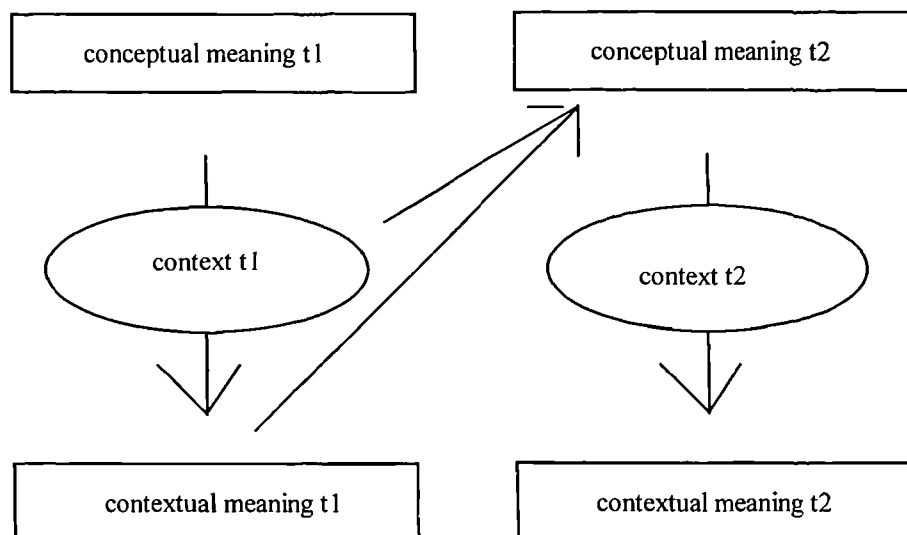 conceptual meaning t1
conceptual meaning t2
context t1
context t2
contextual meaning t1
contextual meaning t2